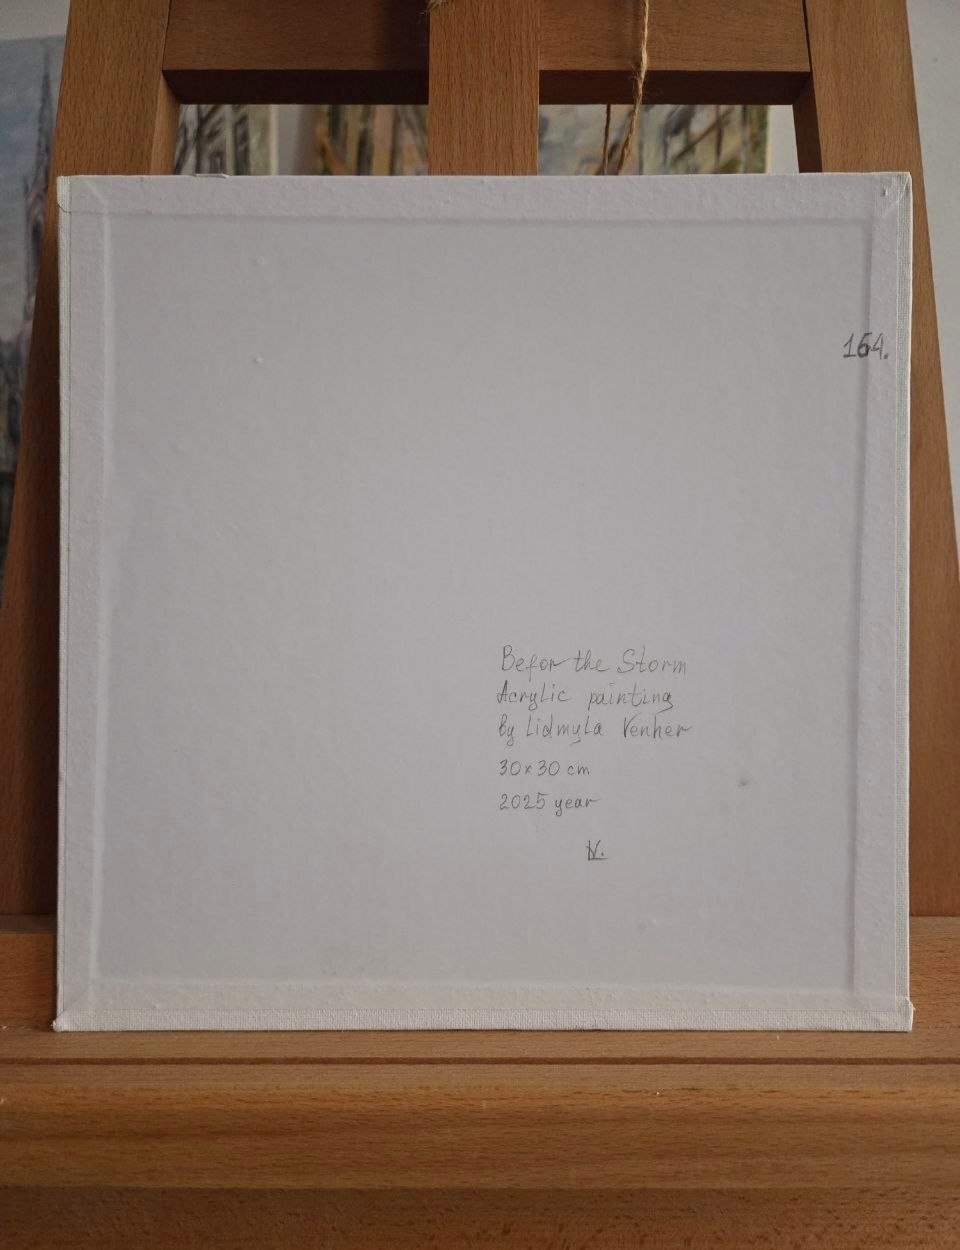 164.
Befor the Storm
Acrylic painting
By Lidmyla Venher
30x30 cm
2025 year